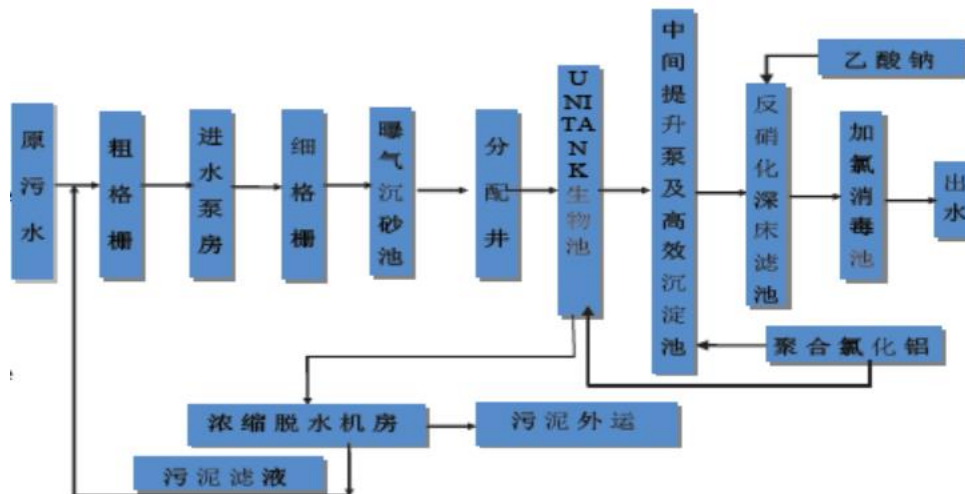 原污水
粗格栅
进水泵房
细格栅
曝气沉砂池
分配井
UNITANK生物池
中间提升泵及高效沉淀池
反硝化深床滤池
乙酸钠
加氯消毒池
出水
聚合氯化铝
浓缩脱水机房
污泥外运
污泥滤液